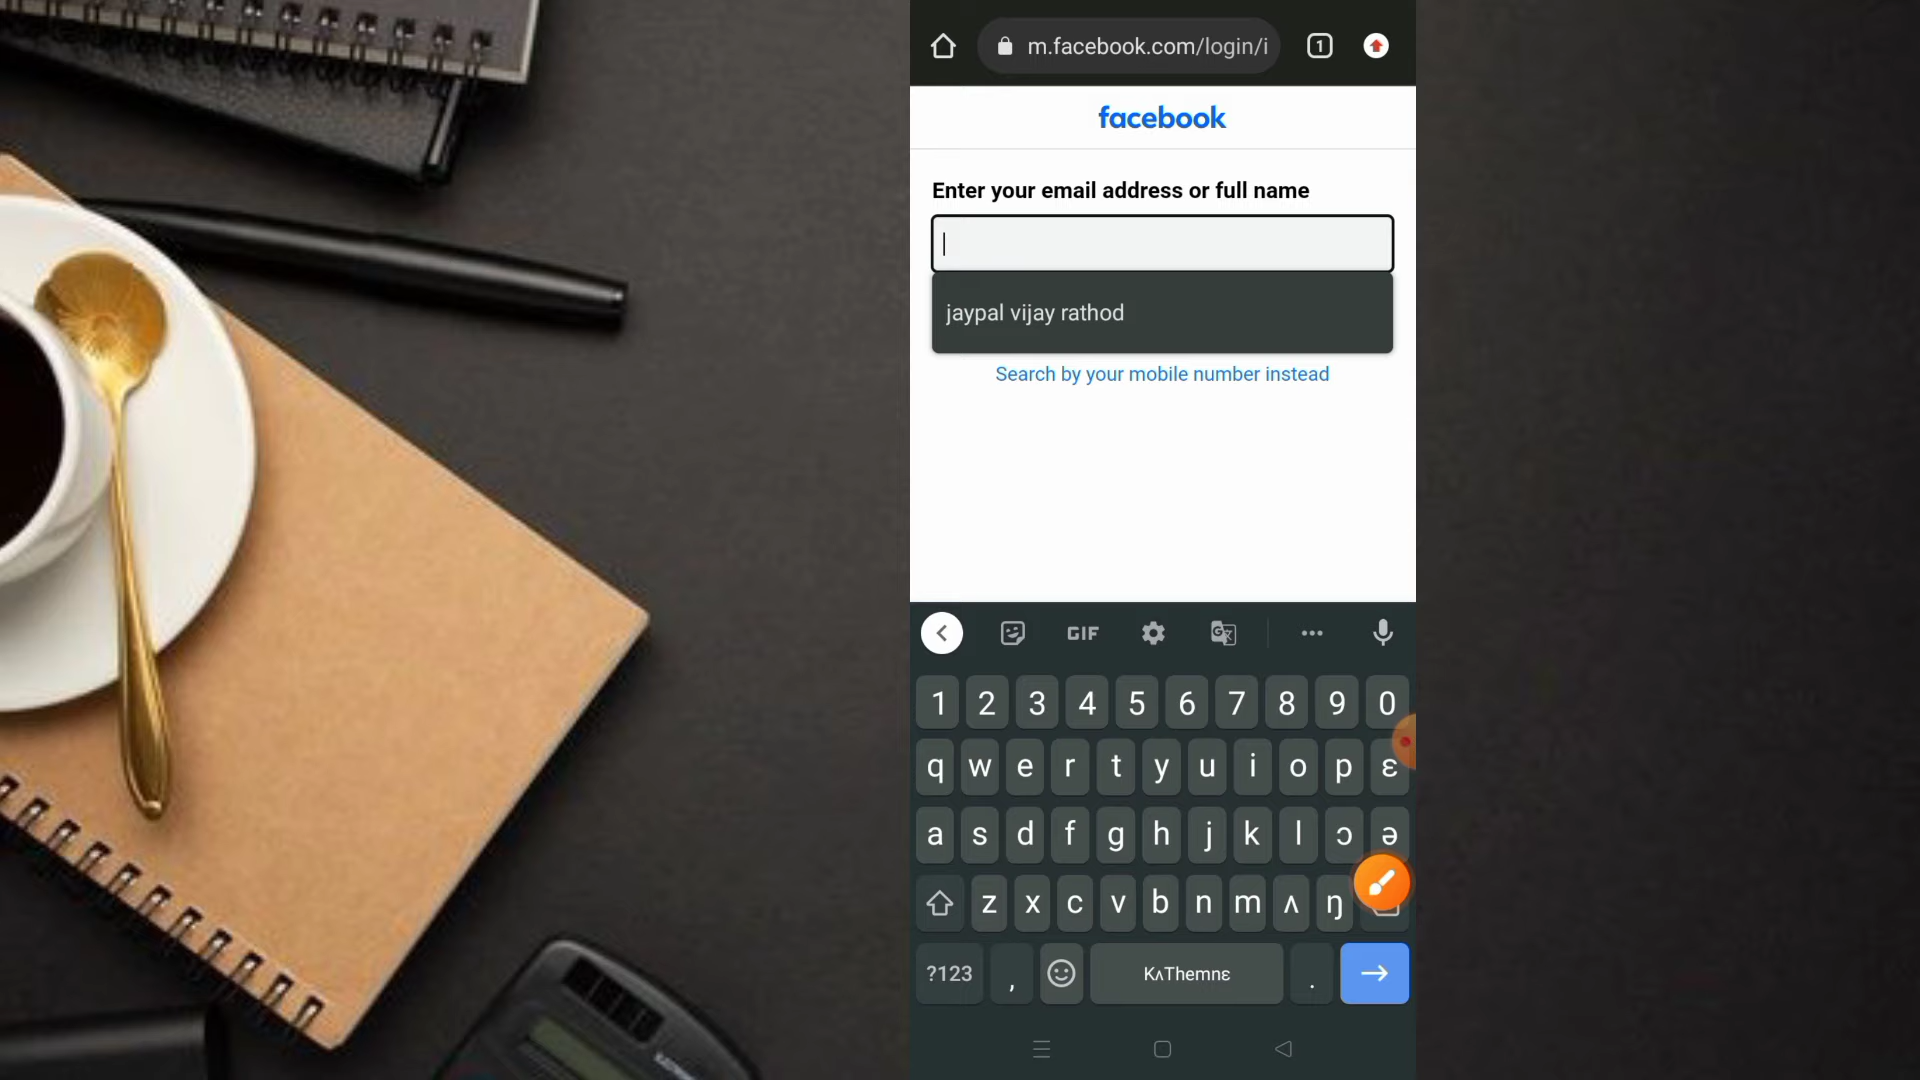 m.facebook.com/login/i
1
facebook
Enter your email address or full name
jaypal vijay rathod
Search by your mobile number instead
GIF
1 2 3 4 5 6 7 8 9 0
q w e r t y u i o p ɛ
a s d f g h j k l ɔ ə
z x c v b n m ʌ ŋ
?123 , KʌThemnɛ .